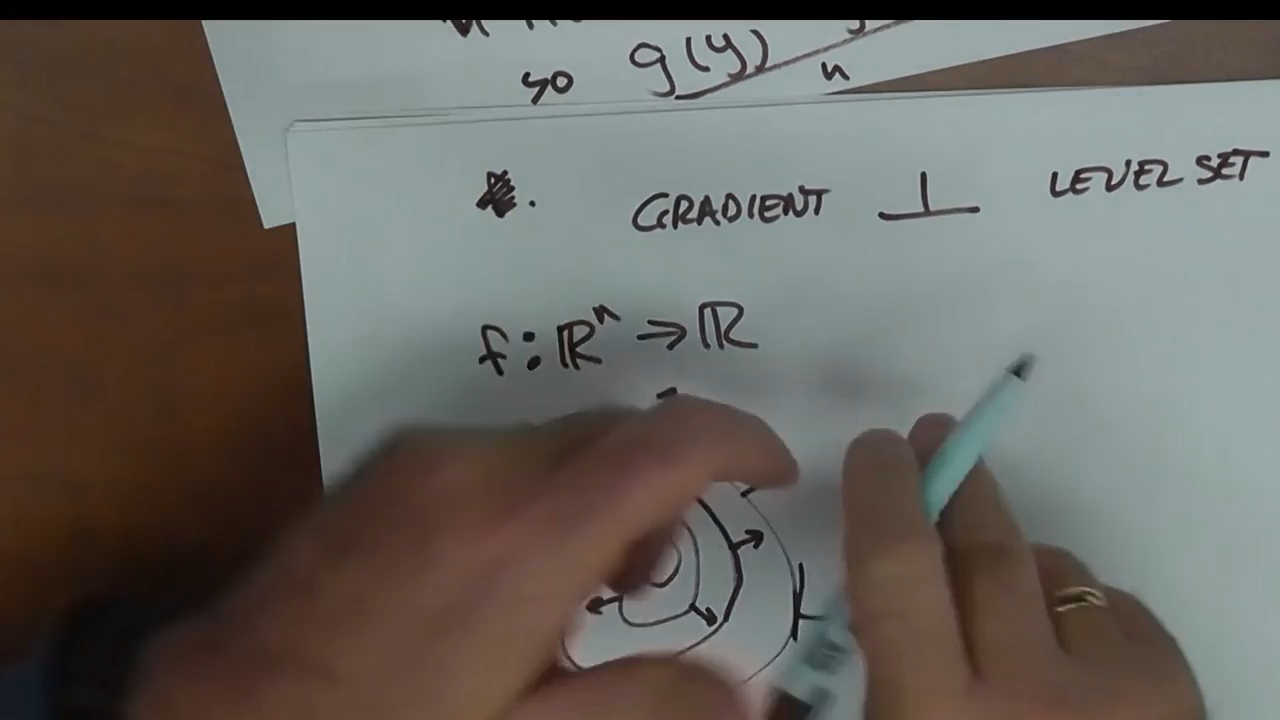 so g(y)
n
. GRADIENT ⊥ LEVEL SET
f: ℝⁿ → ℝ